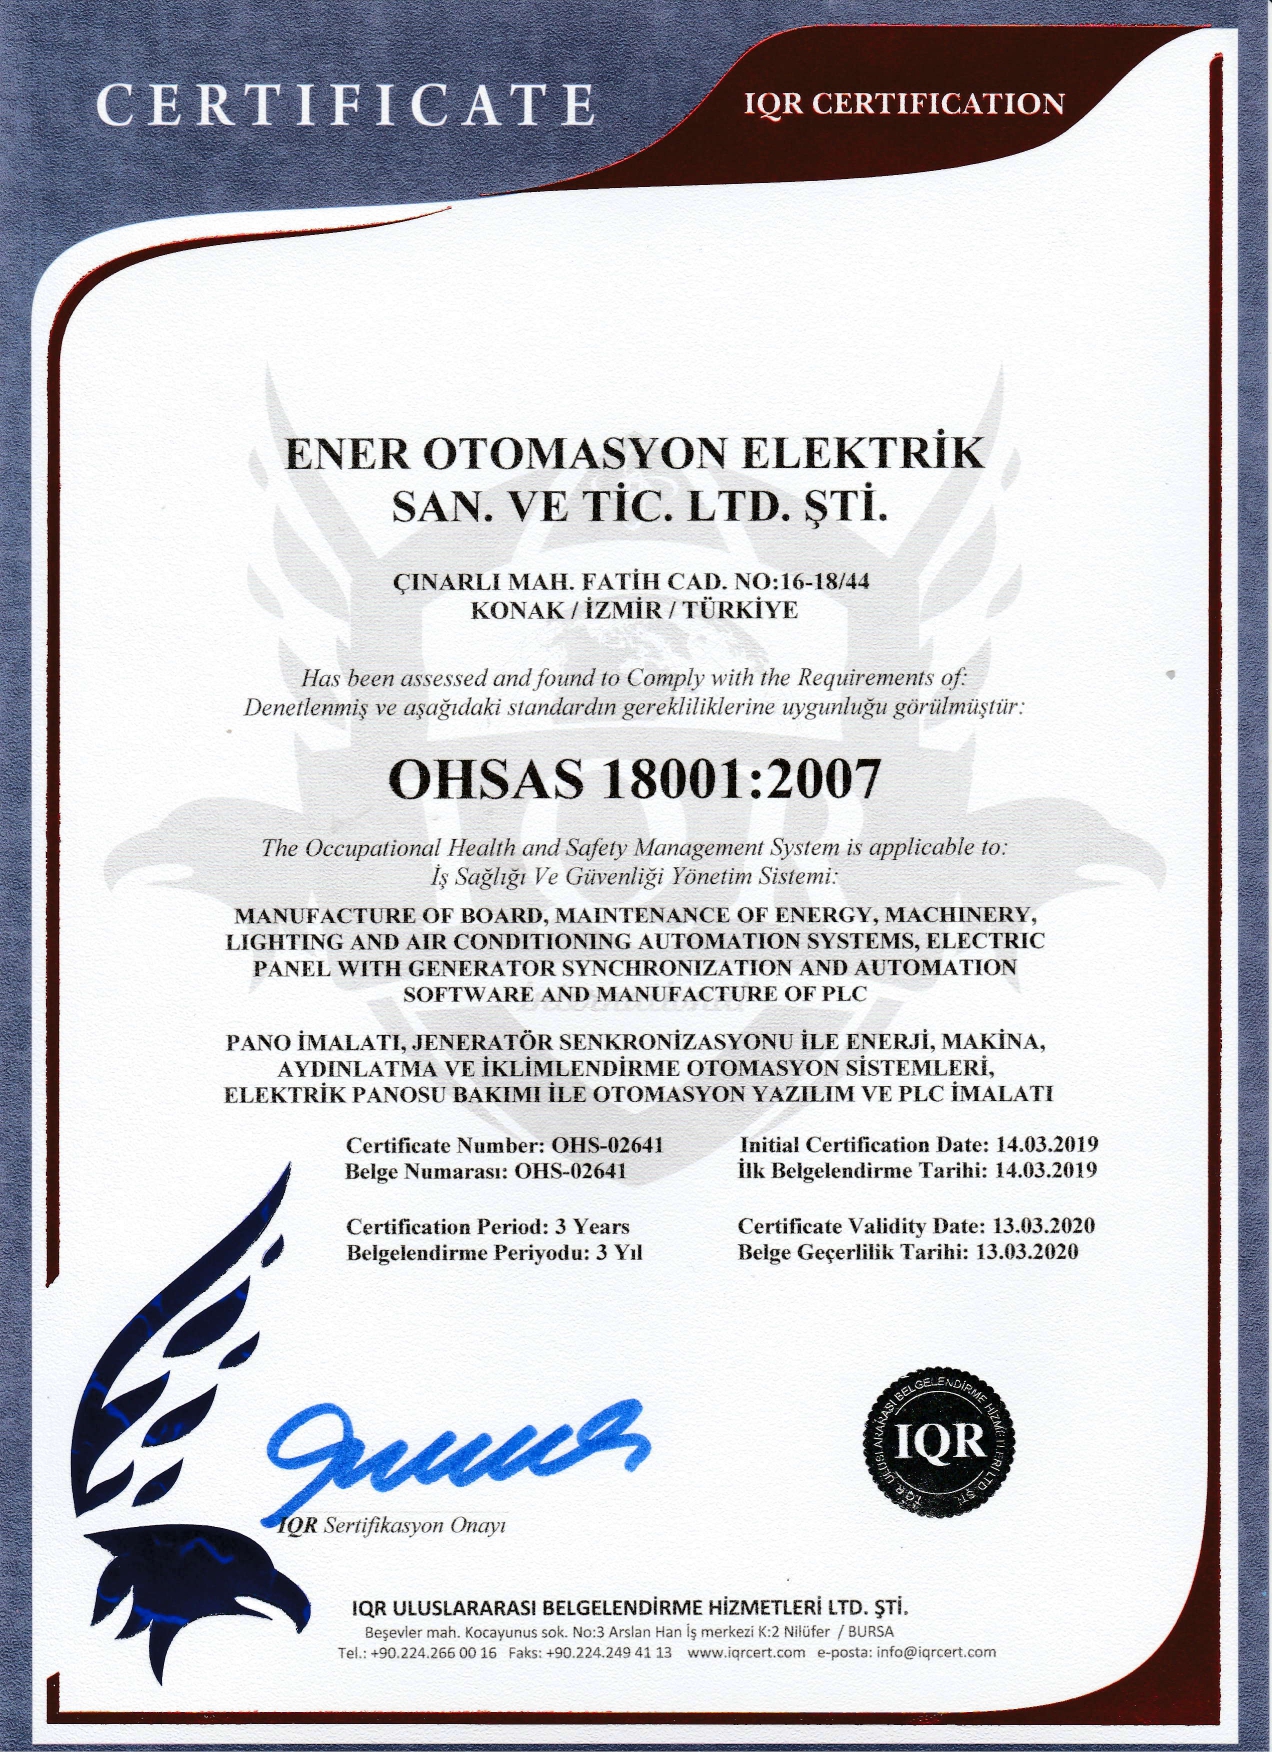 CERTIFICATE
IQR CERTIFICATION
ENER OTOMASYON ELEKTRİK
SAN. VE TİC. LTD. ŞTİ.
ÇINARLI MAH. FATİH CAD. NO:16-18/44
KONAK / İZMİR / TÜRKİYE
Has been assessed and found to Comply with the Requirements of:
Denetlenmiş ve aşağıdaki standardın gerekliliklerine uygunluğu görülmüştür:
OHSAS 18001:2007
The Occupational Health and Safety Management System is applicable to:
İş Sağlığı Ve Güvenliği Yönetim Sistemi:
MANUFACTURE OF BOARD, MAINTENANCE OF ENERGY, MACHINERY,
LIGHTING AND AIR CONDITIONING AUTOMATION SYSTEMS, ELECTRIC
PANEL WITH GENERATOR SYNCHRONIZATION AND AUTOMATION
SOFTWARE AND MANUFACTURE OF PLC
PANO İMALATI, JENERATÖR SENKRONİZASYONU İLE ENERJİ, MAKİNA,
AYDINLATMA VE İKLİMLENDİRME OTOMASYON SİSTEMLERİ,
ELEKTRİK PANOSU BAKIMI İLE OTOMASYON YAZILIM VE PLC İMALATI
Certificate Number: OHS-02641
Belge Numarası: OHS-02641
Initial Certification Date: 14.03.2019
İlk Belgelendirme Tarihi: 14.03.2019
Certification Period: 3 Years
Belgelendirme Periyodu: 3 Yıl
Certificate Validity Date: 13.03.2020
Belge Geçerlilik Tarihi: 13.03.2020
IQR Sertifikasyon Onayı
IQR ULUSLARARASI BELGELENDİRME HİZMETLERİ LTD. ŞTİ.
IQR
IQR ULUSLARARASI BELGELENDİRME HİZMETLERİ LTD. ŞTİ.
Beşevler mah. Kocayunus sok. No:3 Arslan Han İş merkezi K:2 Nilüfer / BURSA
Tel.: +90.224.266 00 16 Faks: +90.224.249 41 13 www.iqrcert.com e-posta: info@iqrcert.com